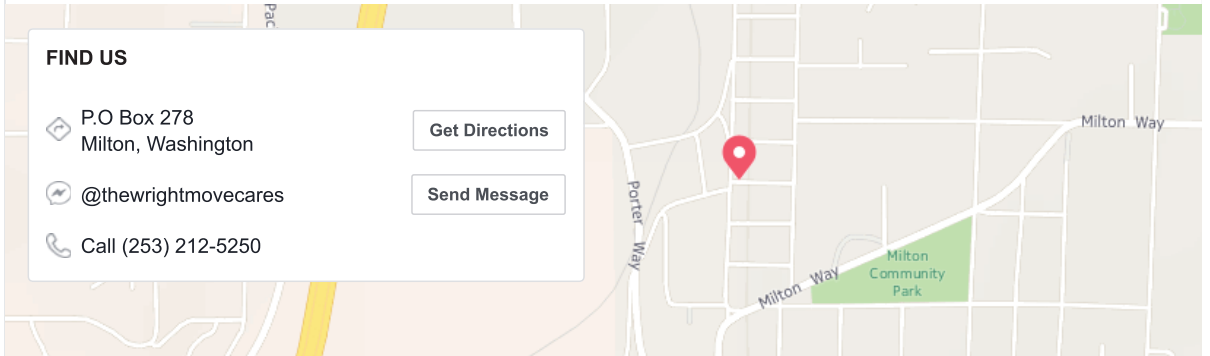 Pac
FIND US
P.O Box 278
Milton, Washington
Get Directions
@thewrightmovecares
Send Message
Call (253) 212-5250
Milton Way
Porter Way
Milton Way
Milton
Community
Park